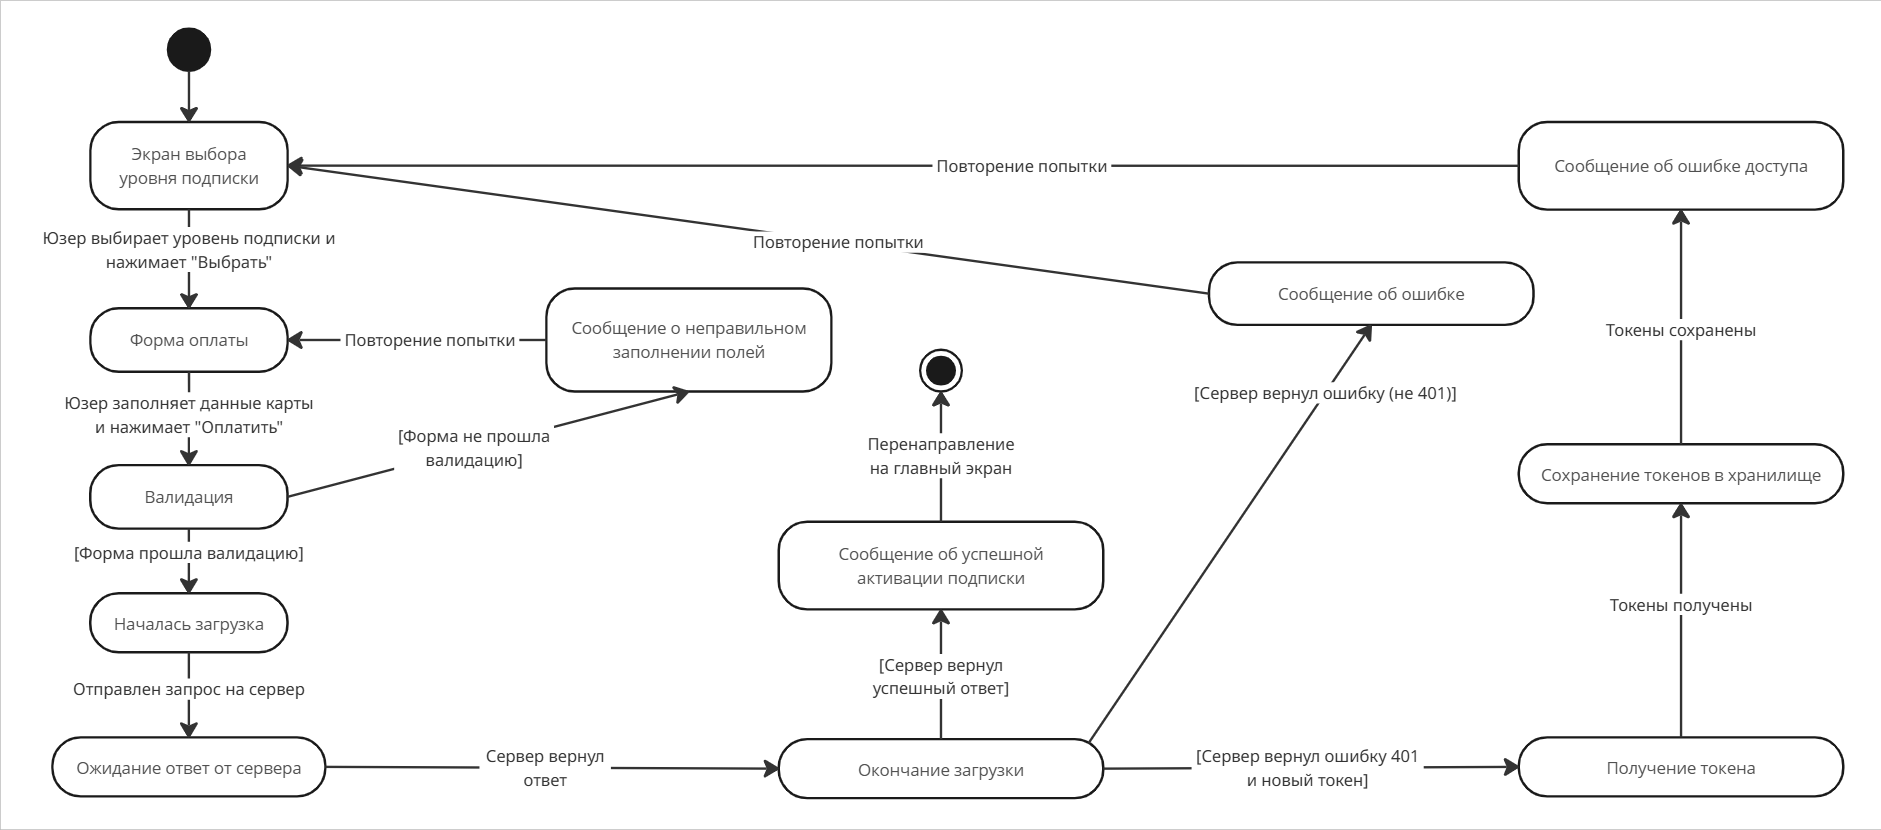 Экран выбора
уровня подписки
Повторение попытки
Сообщение об ошибке доступа
Юзер выбирает уровень подписки и
нажимает "Выбрать"
Повторение попытки
Сообщение об ошибке
Форма оплаты
Повторение попытки
Сообщение о неправильном
заполнении полей
Токены сохранены
Юзер заполняет данные карты
и нажимает "Оплатить"
[Форма не прошла
валидацию]
Перенаправление
на главный экран
[Сервер вернул ошибку (не 401)]
Валидация
Сохранение токенов в хранилище
[Форма прошла валидацию]
Сообщение об успешной
активации подписки
Токены получены
Началась загрузка
[Сервер вернул
успешный ответ]
Отправлен запрос на сервер
Ожидание ответ от сервера
Сервер вернул
ответ
Окончание загрузки
[Сервер вернул ошибку 401
и новый токен]
Получение токена